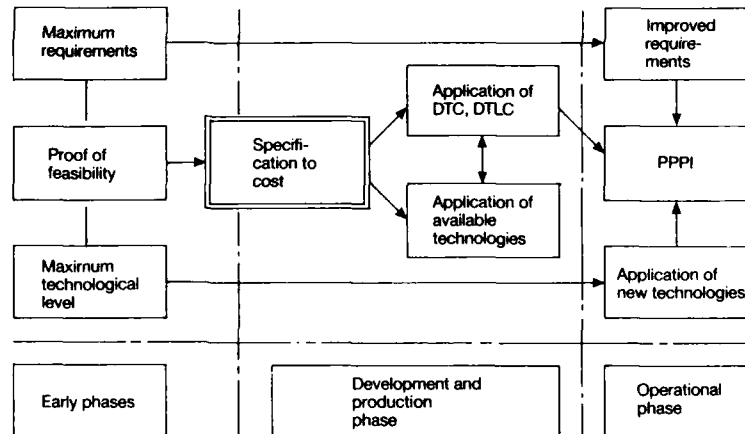 Maximum
requirements
Improved
require-
ments
Application of
DTC, DTLC
Proof of
feasibility
Specifi-
cation to
cost
PPPI
Application of
available
technologies
Maximum
technological
level
Application of
new technologies
Early phases
Development and
production
phase
Operational
phase